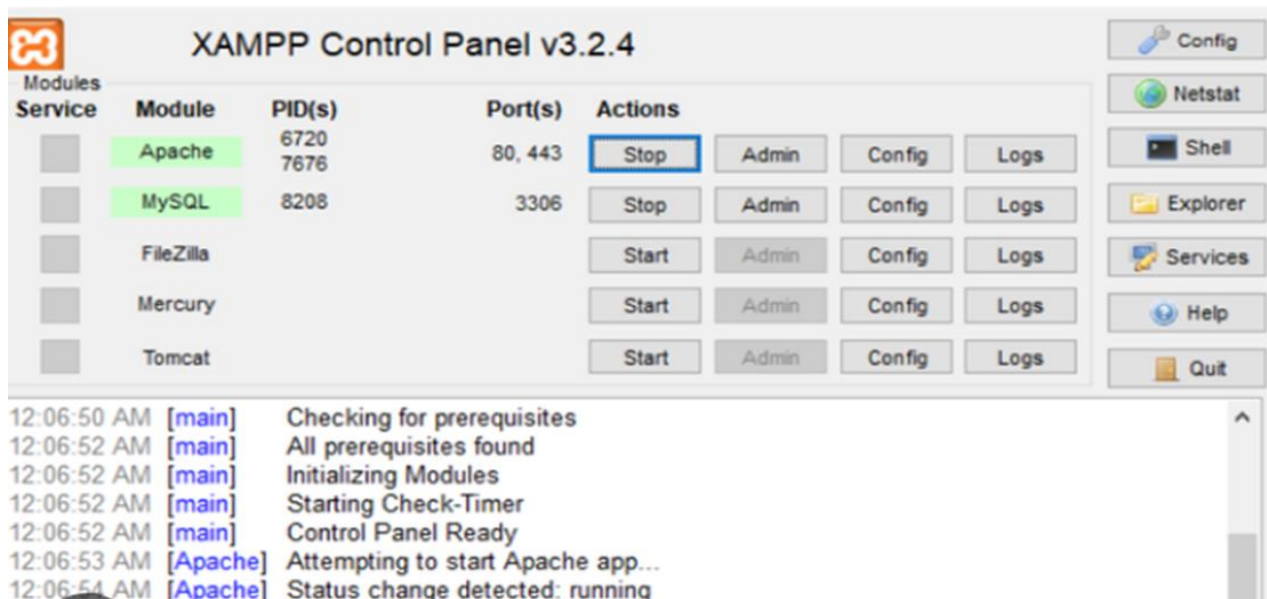 XAMPP Control Panel v3.2.4
Config
Modules
Service Module PID(s) Port(s) Actions
Netstat
Apache 6720 7676 80, 443 Stop Admin Config Logs
Shell
MySQL 8208 3306 Stop Admin Config Logs
Explorer
FileZilla Start Admin Config Logs
Services
Mercury Start Admin Config Logs
Help
Tomcat Start Admin Config Logs
Quit
12:06:50 AM [main] Checking for prerequisites
12:06:52 AM [main] All prerequisites found
12:06:52 AM [main] Initializing Modules
12:06:52 AM [main] Starting Check-Timer
12:06:52 AM [main] Control Panel Ready
12:06:53 AM [Apache] Attempting to start Apache app...
12:06:54 AM [Apache] Status change detected: running